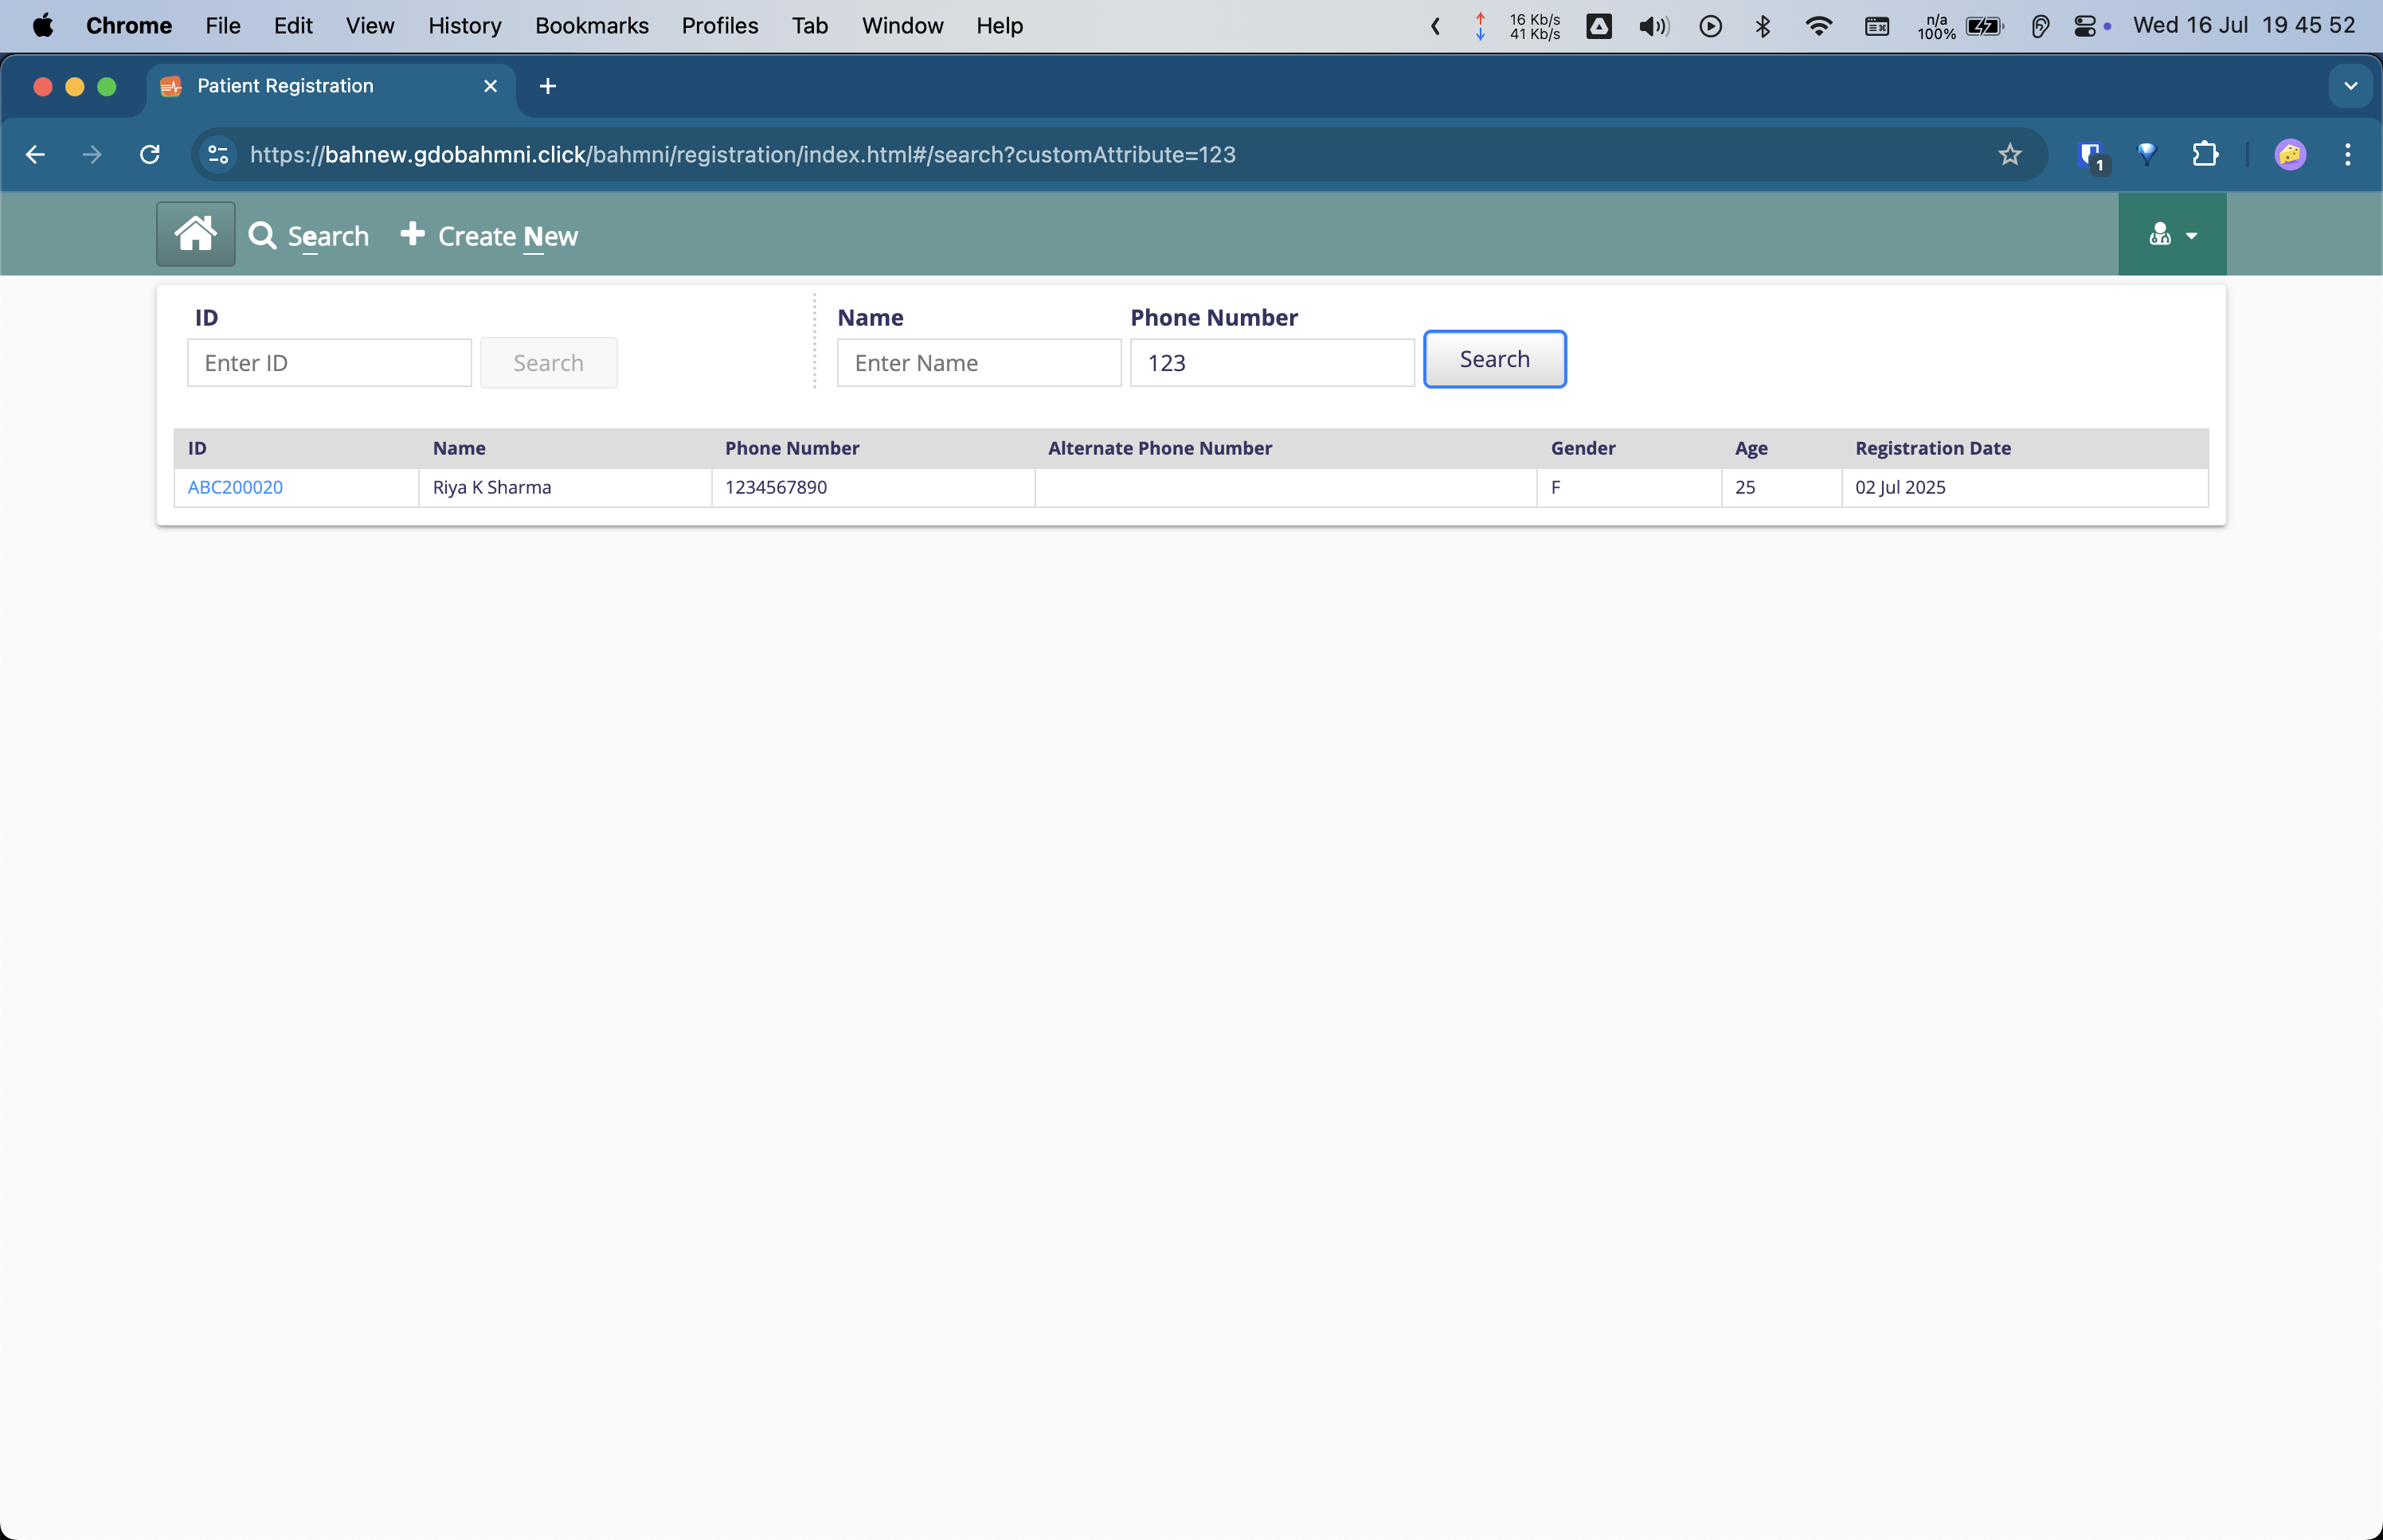 Chrome File Edit View History Bookmarks Profiles Tab Window Help 16 Kb/s 41 Kb/s n/a 100% Wed 16 Jul 19 45 52
Patient Registration
https://bahnew.gdobahmni.click/bahmni/registration/index.html#/search?customAttribute=123 1
Search Create New
ID Name Phone Number
Enter ID Search Enter Name 123 Search
ID Name Phone Number Alternate Phone Number Gender Age Registration Date
ABC200020 Riya K Sharma 1234567890 F 25 02 Jul 2025